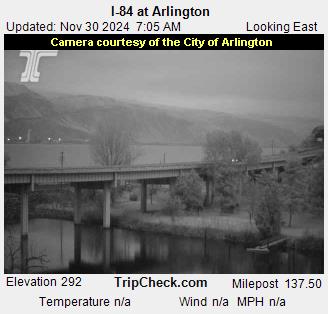 I-84 at Arlington
Updated: Nov 30 2024 7:05 AM Looking East
Camera courtesy of the City of Arlington
Elevation 292 TripCheck.com Milepost 137.50
Temperature n/a Wind n/a MPH n/a